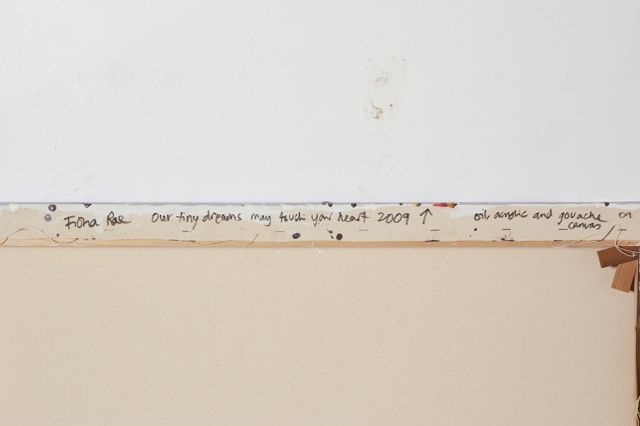 Fiona Rae Our tiny dreams may touch your heart 2009 ↑ oil, acrylic and gouache on
canvas